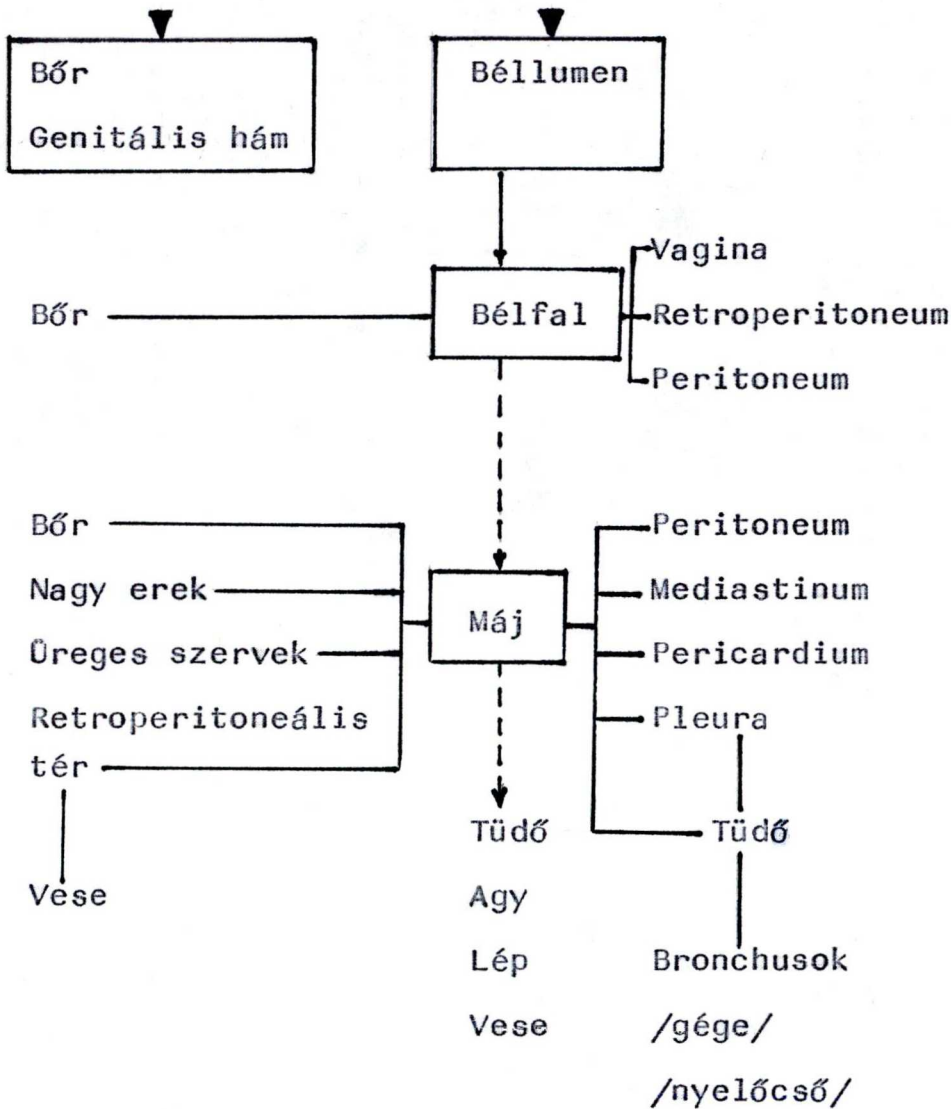 Bőr
Genitális hám
Béllumen
Bőr
Bélfal
Vagina
Retroperitoneum
Peritoneum
Bőr
Nagy erek
Üreges szervek
Retroperitoneális
tér
Vese
Máj
Peritoneum
Mediastinum
Pericardium
Pleura
Tüdő
Tüdő
Agy
Lép
Vese
Bronchusok
/gége/
/nyelőcső/